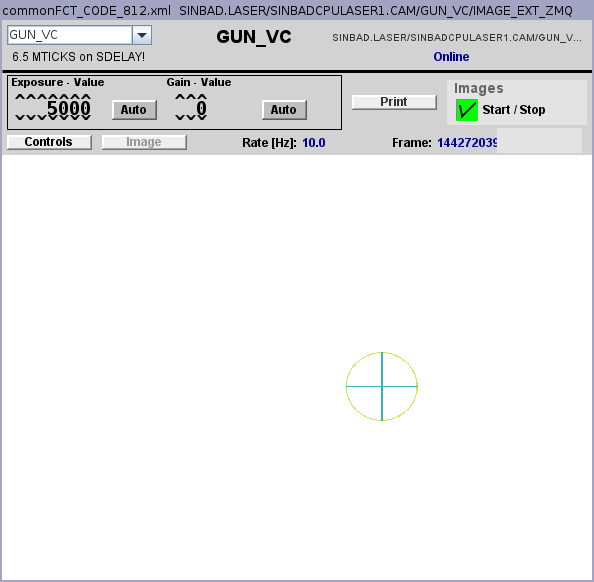 commonFCT_CODE_812.xml SINBAD.LASER/SINBADCPULASER1.CAM/GUN_VC/IMAGE_EXT_ZMQ
GUN_VC
GUN_VC
SINBAD.LASER/SINBADCPULASER1.CAM/GUN_V...
6.5 MTICKS on SDELAY!
Online
Exposure - Value
Gain - Value
5000
Auto
0
Auto
Print
Images
Start / Stop
Controls
Image
Rate [Hz]: 10.0
Frame: 144272039